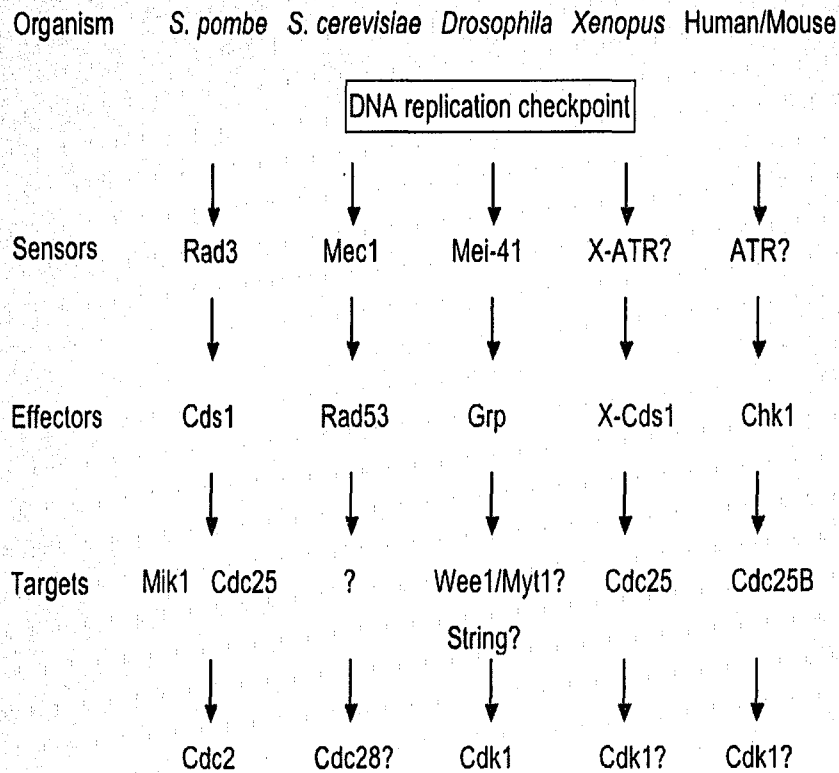 Organism S. pombe S. cerevisiae Drosophila Xenopus Human/Mouse
DNA replication checkpoint
Sensors Rad3 Mec1 Mei-41 X-ATR? ATR?
Effectors Cds1 Rad53 Grp X-Cds1 Chk1
Targets Mik1 Cdc25 ? Wee1/Myt1? Cdc25 Cdc25B
String?
Cdc2 Cdc28? Cdk1 Cdk1? Cdk1?